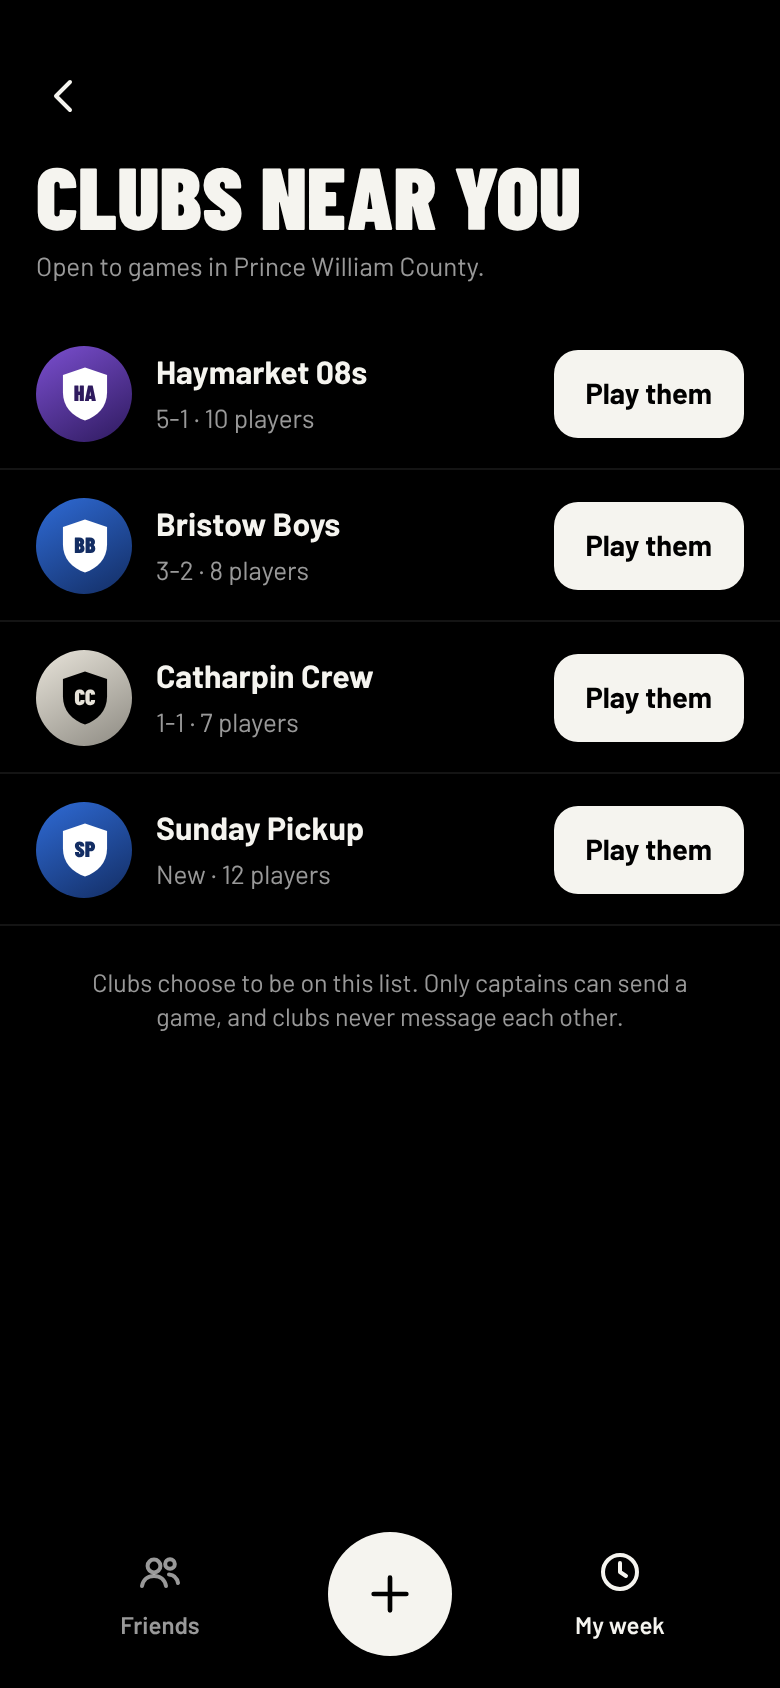 CLUBS NEAR YOU
Open to games in Prince William County.
HA
Haymarket 08s
5-1 · 10 players
Play them
BB
Bristow Boys
3-2 · 8 players
Play them
CC
Catharpin Crew
1-1 · 7 players
Play them
SP
Sunday Pickup
New · 12 players
Play them
Clubs choose to be on this list. Only captains can send a
game, and clubs never message each other.
Friends
My week